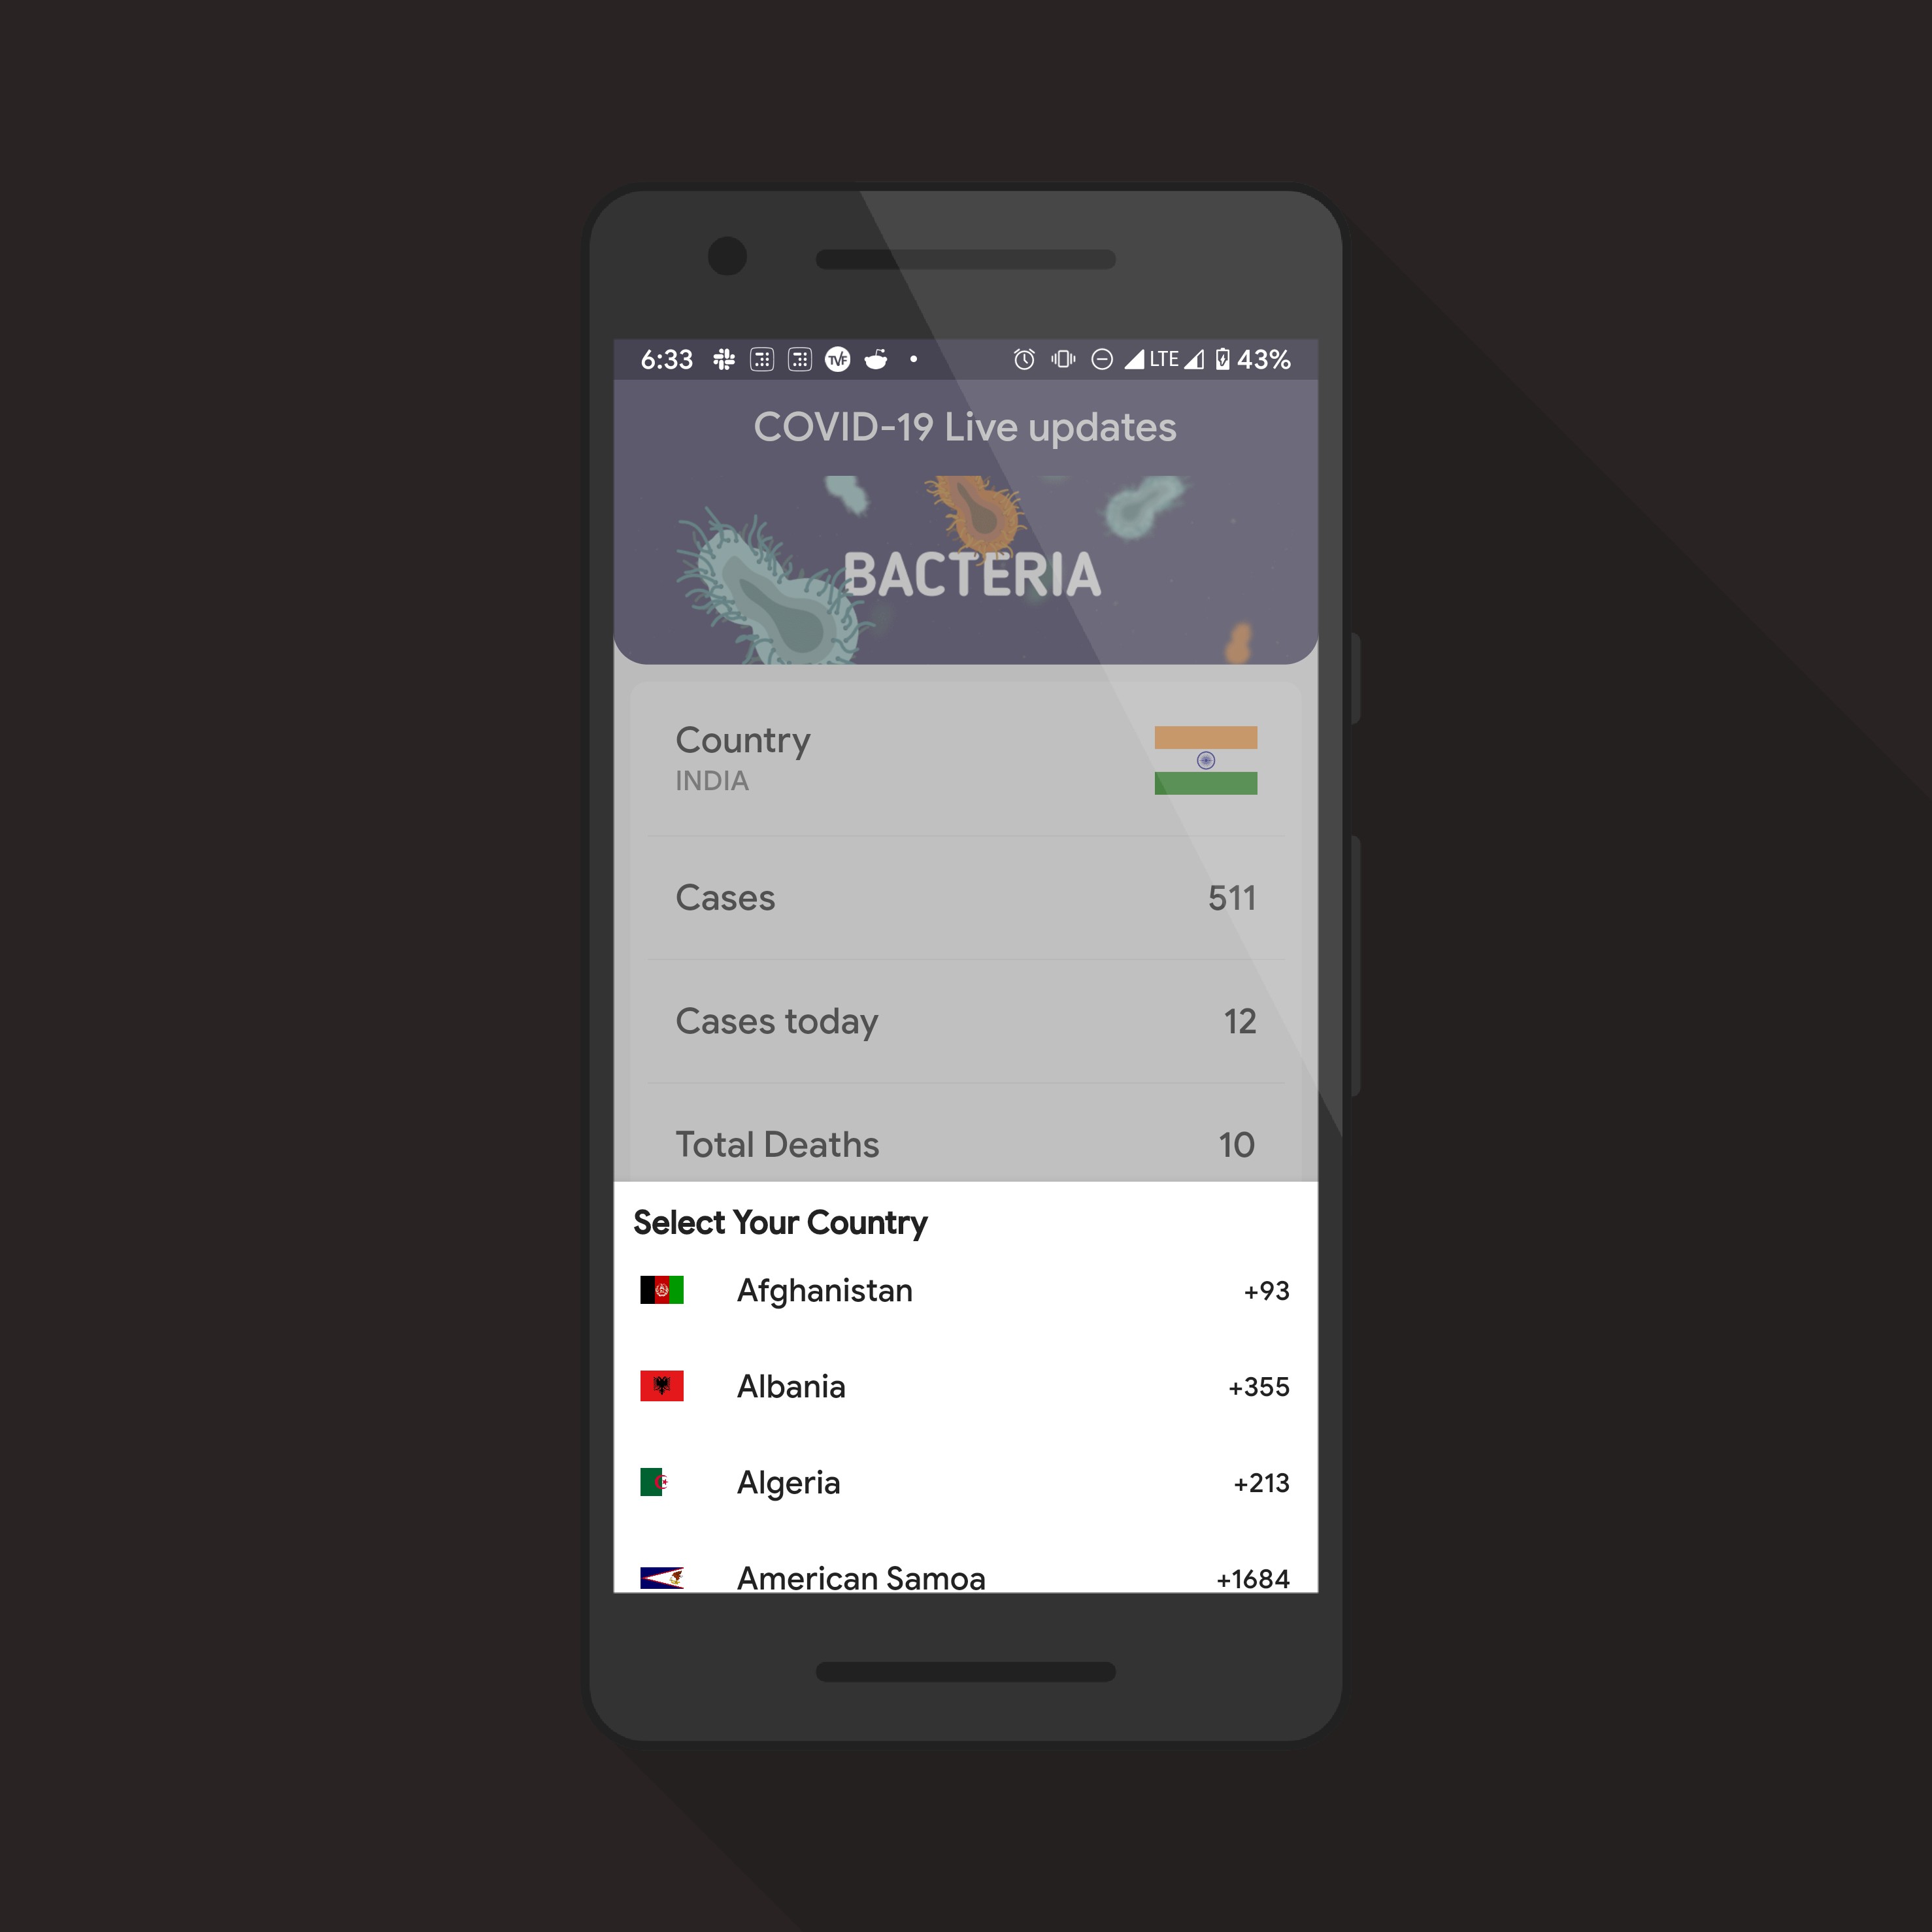 6:33 TVF LTE 43%
COVID-19 Live updates
BACTERIA
Country
INDIA
Cases 511
Cases today 12
Total Deaths 10
Select Your Country
Afghanistan +93
Albania +355
Algeria +213
American Samoa +1684